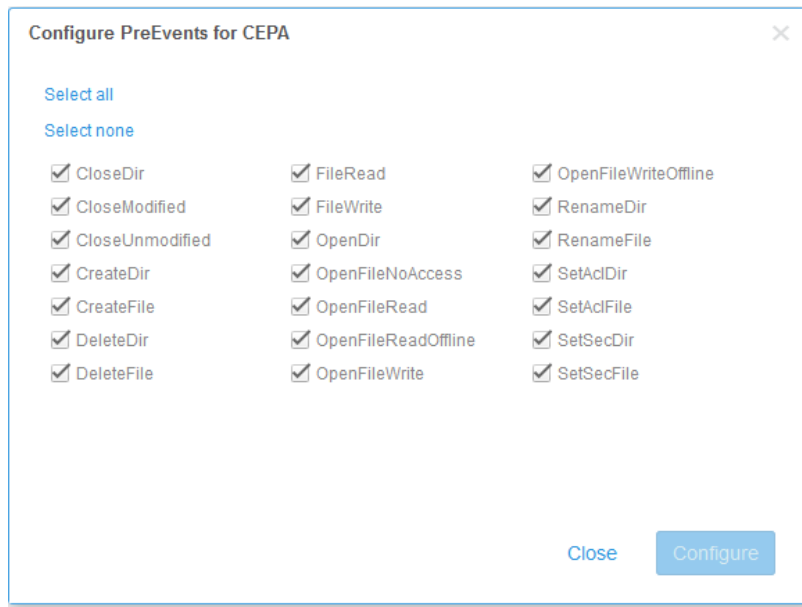 Configure PreEvents for CEPA
Select all
Select none
CloseDir
CloseModified
CloseUnmodified
CreateDir
CreateFile
DeleteDir
DeleteFile
FileRead
FileWrite
OpenDir
OpenFileNoAccess
OpenFileRead
OpenFileReadOffline
OpenFileWrite
OpenFileWriteOffline
RenameDir
RenameFile
SetAclDir
SetAclFile
SetSecDir
SetSecFile
Close
Configure